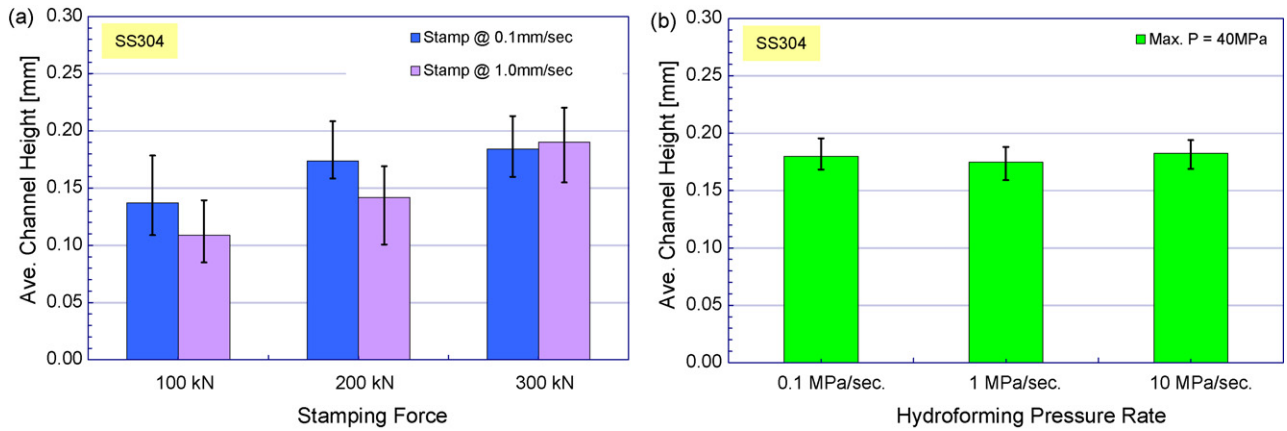 (a)
SS304
Stamp @ 0.1mm/sec
Stamp @ 1.0mm/sec
Ave. Channel Height [mm]
0.30
0.25
0.20
0.15
0.10
0.05
0.00
100 kN
200 kN
300 kN
Stamping Force
(b)
SS304
Max. P = 40MPa
Ave. Channel Height [mm]
0.30
0.25
0.20
0.15
0.10
0.05
0.00
0.1 MPa/sec.
1 MPa/sec.
10 MPa/sec.
Hydroforming Pressure Rate